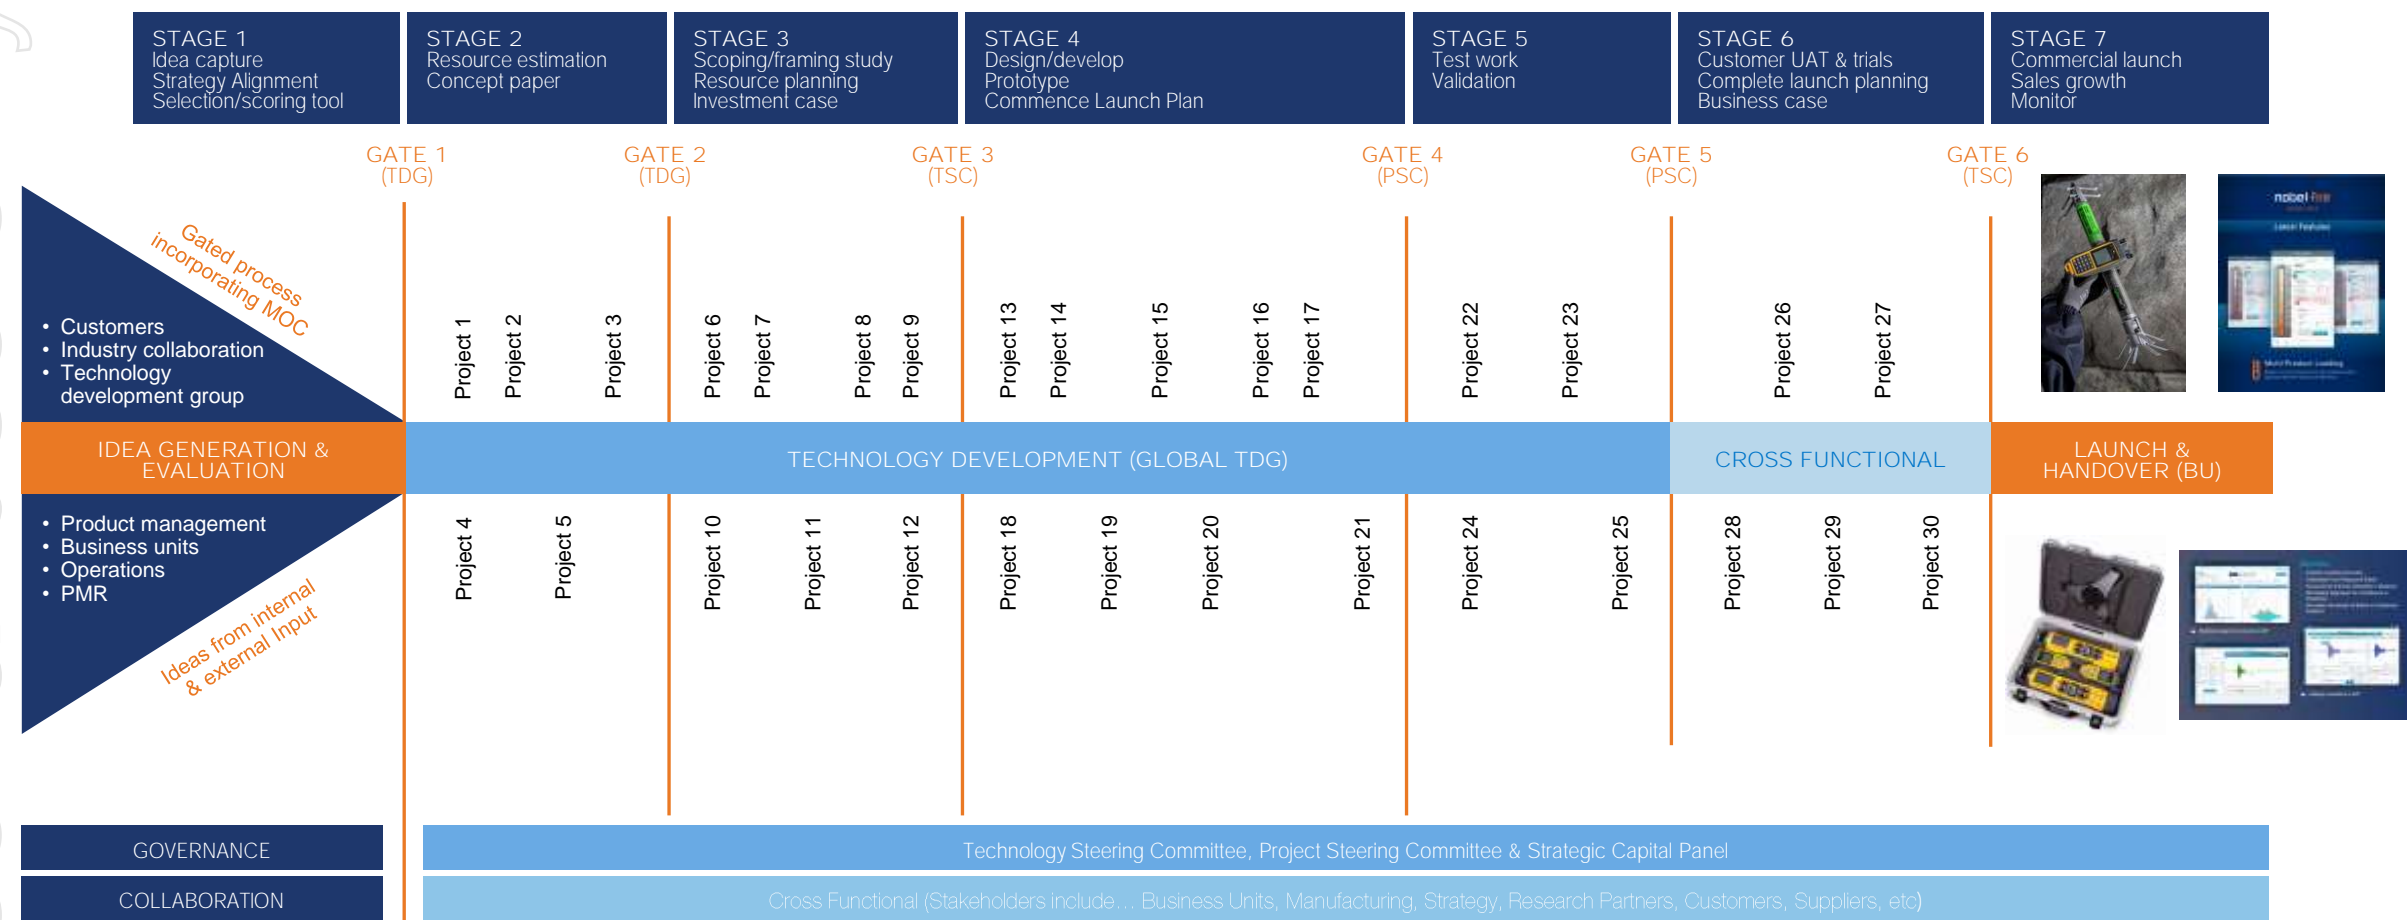 STAGE 1
Idea capture
Strategy Alignment
Selection/scoring tool
STAGE 2
Resource estimation
Concept paper
STAGE 3
Scoping/framing study
Resource planning
Investment case
STAGE 4
Design/develop
Prototype
Commence Launch Plan
STAGE 5
Test work
Validation
STAGE 6
Customer UAT & trials
Complete launch planning
Business case
STAGE 7
Commercial launch
Sales growth
Monitor
GATE 1
(TDG)
GATE 2
(TDG)
GATE 3
(TSC)
GATE 4
(PSC)
GATE 5
(PSC)
GATE 6
(TSC)
Gated process
incorporating MOC
• Customers
• Industry collaboration
• Technology
development group
Project 1
Project 2
Project 3
Project 6
Project 7
Project 8
Project 9
Project 13
Project 14
Project 15
Project 16
Project 17
Project 22
Project 23
Project 26
Project 27
nobel fire
Latest Features
Multi Product Loading
IDEA GENERATION &
EVALUATION
TECHNOLOGY DEVELOPMENT (GLOBAL TDG)
CROSS FUNCTIONAL
LAUNCH &
HANDOVER (BU)
• Product management
• Business units
• Operations
• PMR
Ideas from internal
& external Input
Project 4
Project 5
Project 10
Project 11
Project 12
Project 18
Project 19
Project 20
Project 21
Project 24
Project 25
Project 28
Project 29
Project 30
GOVERNANCE
Technology Steering Committee, Project Steering Committee & Strategic Capital Panel
COLLABORATION
Cross Functional (Stakeholders include… Business Units, Manufacturing, Strategy, Research Partners, Customers, Suppliers, etc)